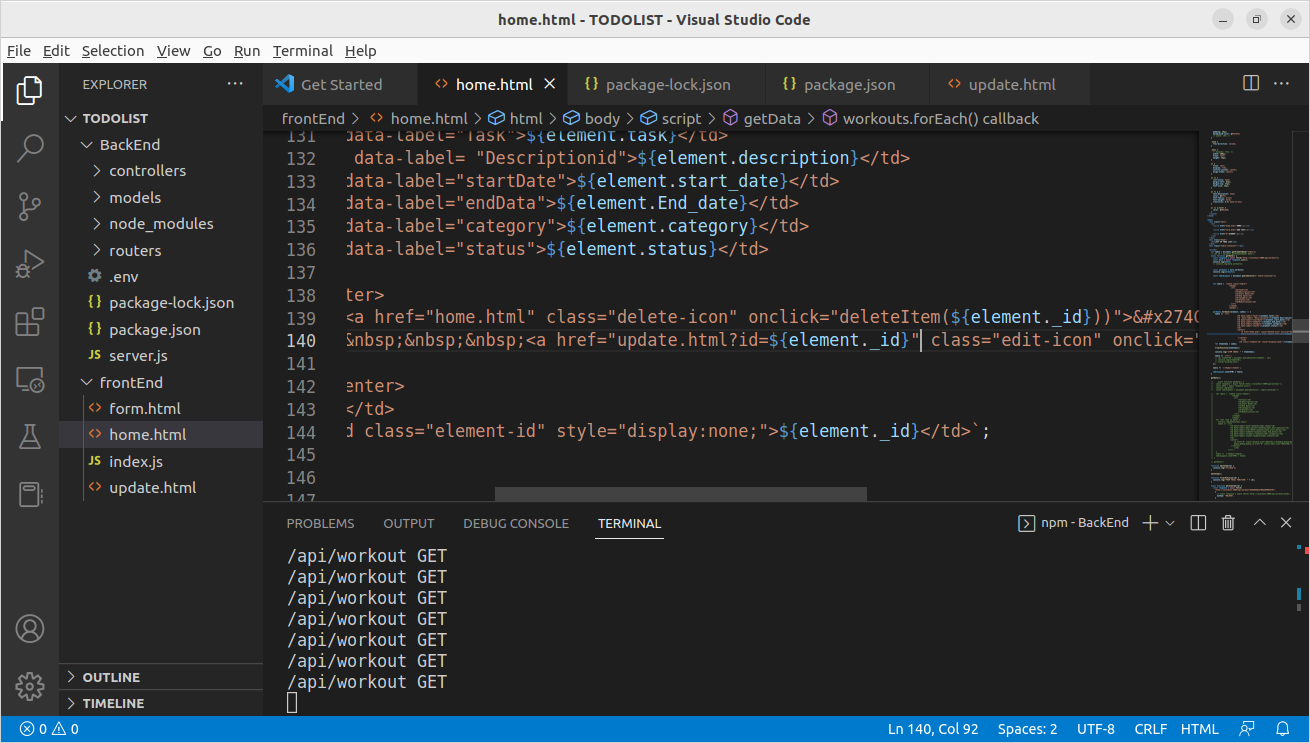 home.html - TODOLIST - Visual Studio Code
File Edit Selection View Go Run Terminal Help
EXPLORER
Get Started
home.html
package-lock.json
package.json
update.html
TODOLIST
BackEnd
controllers
models
node_modules
routers
.env
package-lock.json
package.json
server.js
frontEnd
form.html
home.html
index.js
update.html
OUTLINE
TIMELINE
frontEnd > home.html > html > body > script > getData > workouts.forEach() callback
131 data-label="Task">${element.task}</td>
132 data-label= "Descriptionid">${element.description}</td>
133 data-label="startDate">${element.start_date}</td>
134 data-label="endData">${element.End_date}</td>
135 data-label="category">${element.category}</td>
136 data-label="status">${element.status}</td>
137
138 ter>
139 <a href="home.html" class="delete-icon" onclick="deleteItem(${element._id}))">&#x2740
140 &nbsp;&nbsp;&nbsp;<a href="update.html?id=${element._id}" class="edit-icon" onclick="
141
142 enter>
143 </td>
144 d class="element-id" style="display:none;">${element._id}</td>`;
145
146
147
PROBLEMS OUTPUT DEBUG CONSOLE TERMINAL
npm - BackEnd
/api/workout GET
/api/workout GET
/api/workout GET
/api/workout GET
/api/workout GET
/api/workout GET
/api/workout GET
0 0
Ln 140, Col 92 Spaces: 2 UTF-8 CRLF HTML